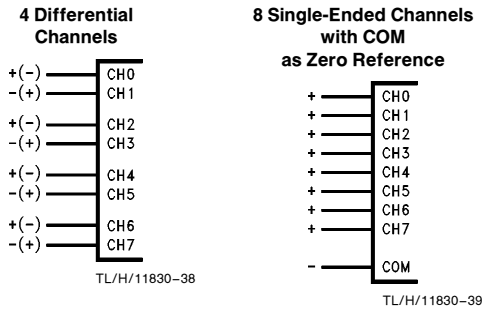 4 Differential
Channels
+(−) CH0
−(+) CH1
+(−) CH2
−(+) CH3
+(−) CH4
−(+) CH5
+(−) CH6
−(+) CH7
TL/H/11830–38
8 Single-Ended Channels
with COM
as Zero Reference
+ CH0
+ CH1
+ CH2
+ CH3
+ CH4
+ CH5
+ CH6
+ CH7
− COM
TL/H/11830–39